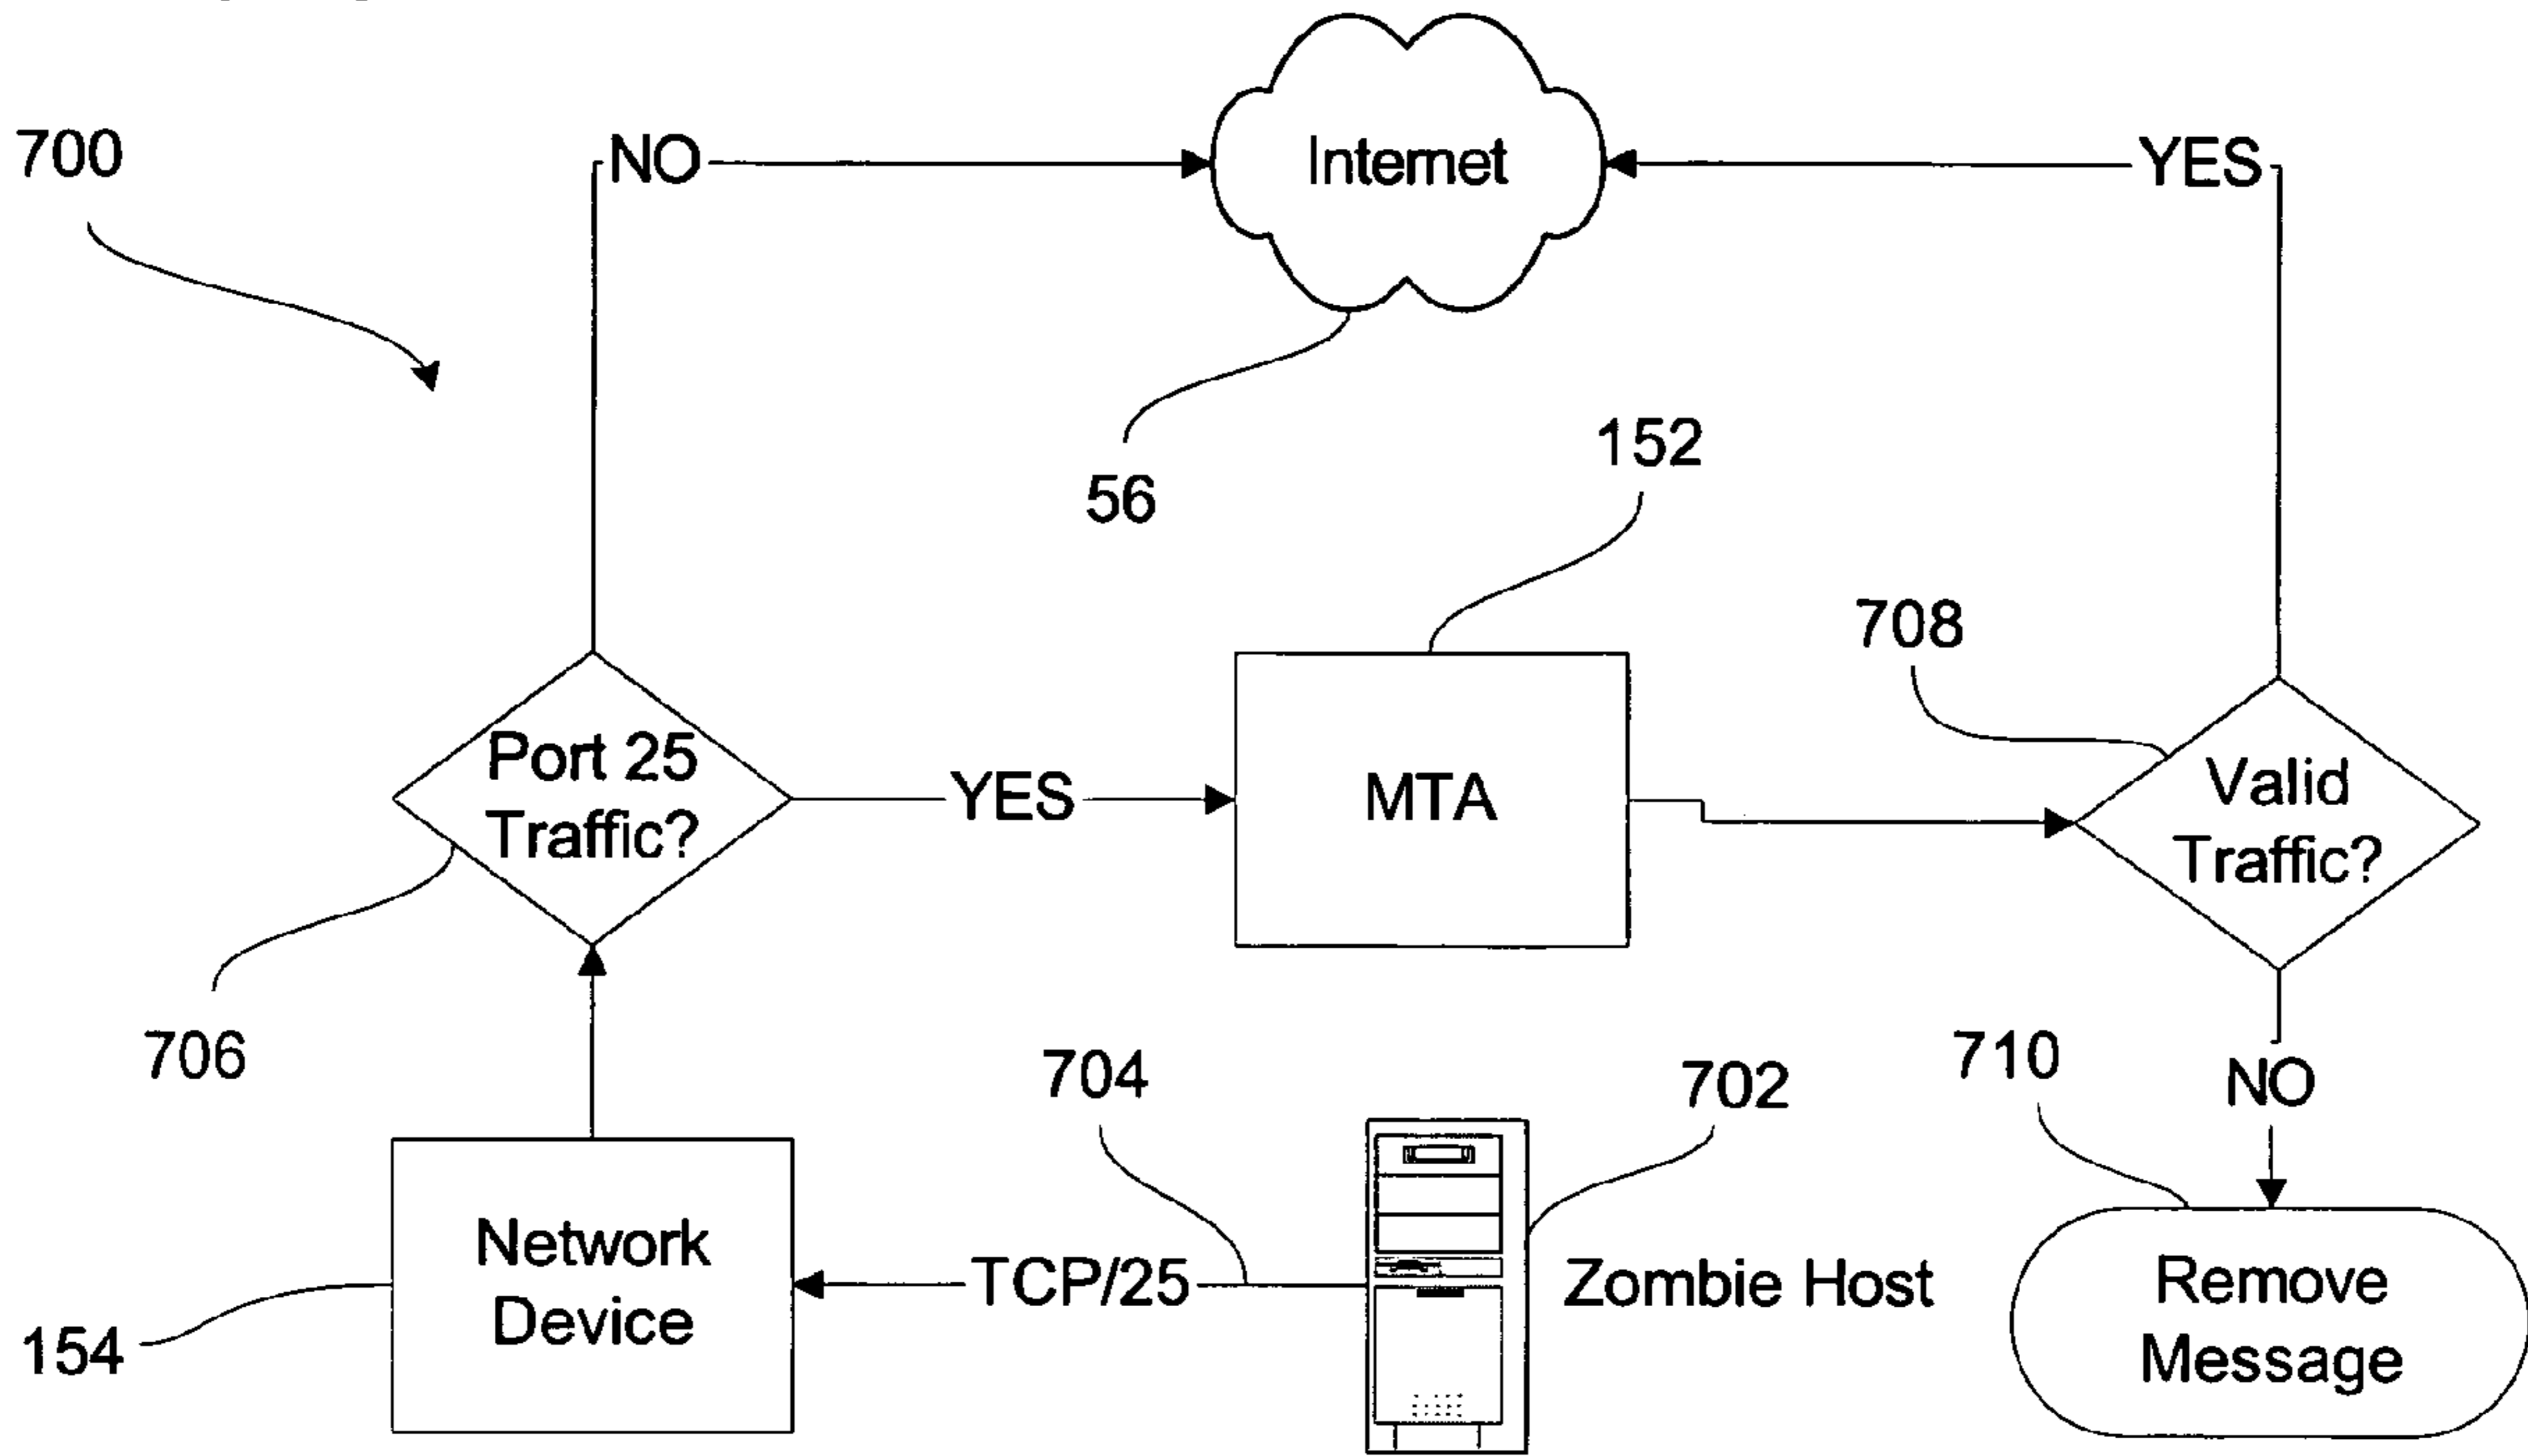 700
NO
Internet
YES
56
152
708
Port 25
Traffic?
YES
MTA
Valid
Traffic?
706
704
702
710
NO
Network
Device
TCP/25
Zombie Host
Remove
Message
154